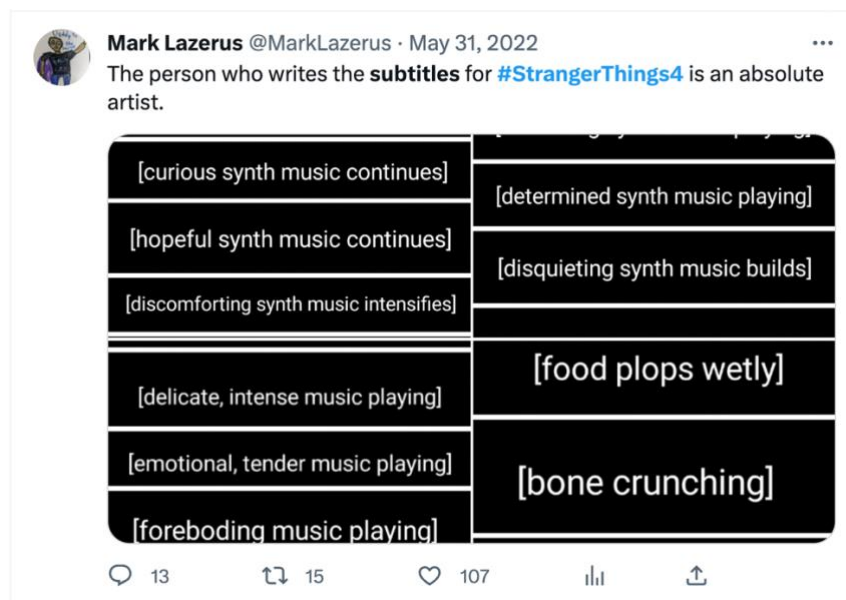 Mark Lazerus @MarkLazerus · May 31, 2022
The person who writes the subtitles for #StrangerThings4 is an absolute
artist.
[curious synth music continues]
[hopeful synth music continues]
[discomforting synth music intensifies]
[delicate, intense music playing]
[emotional, tender music playing]
[foreboding music playing]
[determined synth music playing]
[disquieting synth music builds]
[food plops wetly]
[bone crunching]
13 15 107